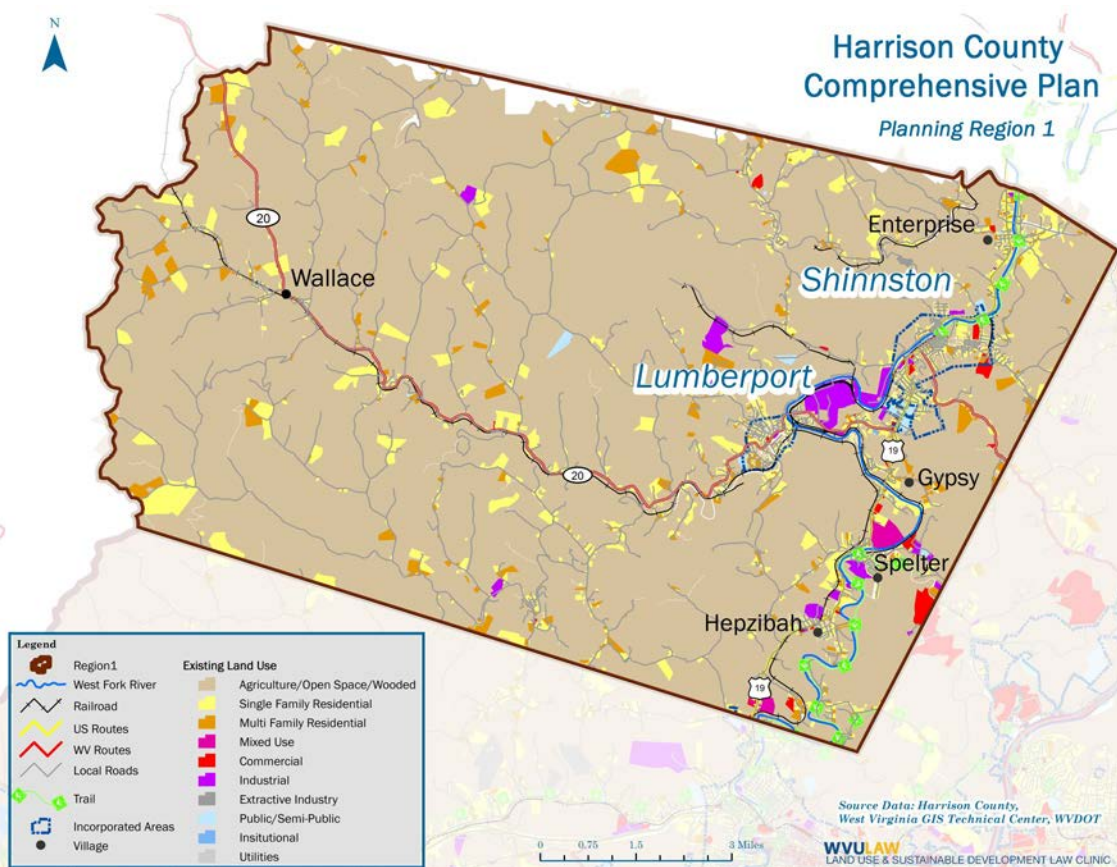 N
Harrison County
Comprehensive Plan
Planning Region 1
20
Enterprise
Wallace
Shinnston
Lumberport
19
Gypsy
20
Spelter
Hepzibah
19
Legend
Region1
West Fork River
Railroad
US Routes
WV Routes
Local Roads
Trail
Incorporated Areas
Village
Existing Land Use
Agriculture/Open Space/Wooded
Single Family Residential
Multi Family Residential
Mixed Use
Commercial
Industrial
Extractive Industry
Public/Semi-Public
Insitutional
Utilities
0 0.75 1.5 3 Miles
Source Data: Harrison County,
West Virginia GIS Technical Center, WVDOT
WVULAW
LAND USE & SUSTAINABLE DEVELOPMENT LAW CLINIC